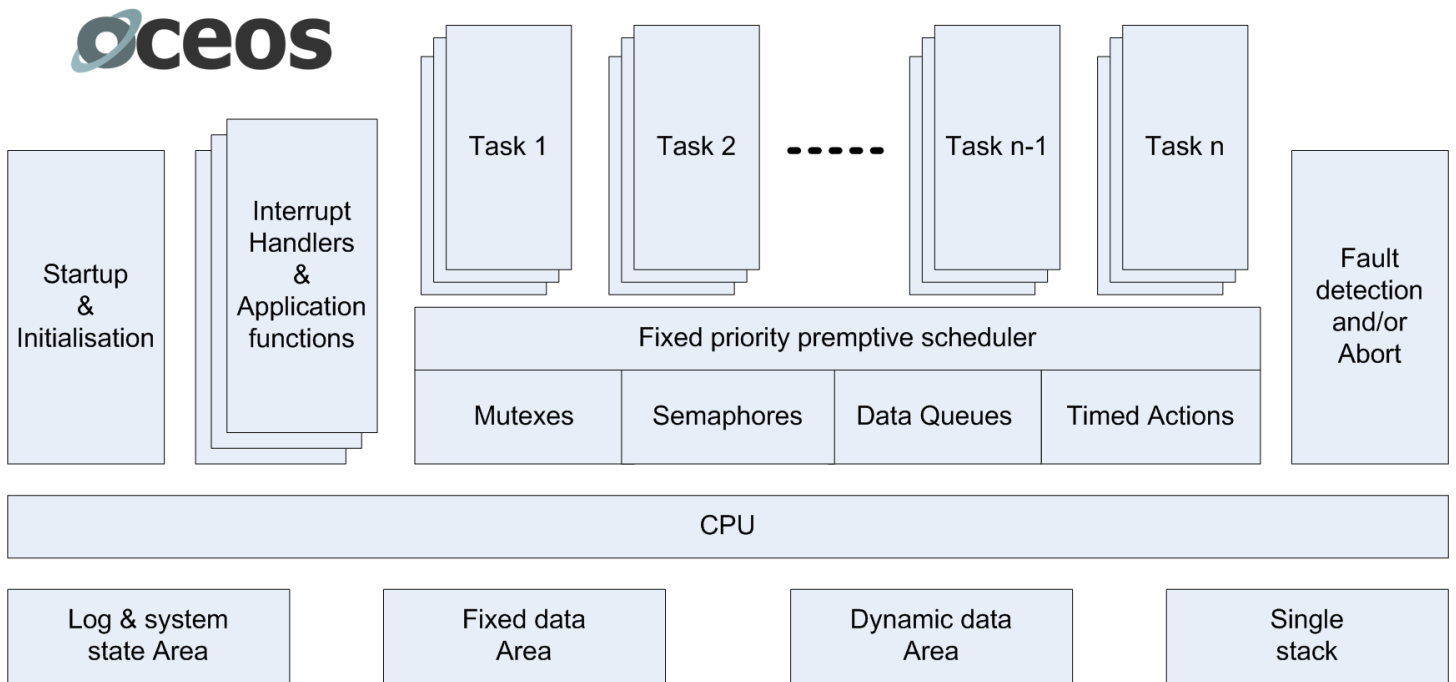 oceos
Task 1
Task 2
Task n-1
Task n
Startup
&
Initialisation
Interrupt
Handlers
&
Application
functions
Fault
detection
and/or
Abort
Fixed priority premptive scheduler
Mutexes
Semaphores
Data Queues
Timed Actions
CPU
Log & system
state Area
Fixed data
Area
Dynamic data
Area
Single
stack